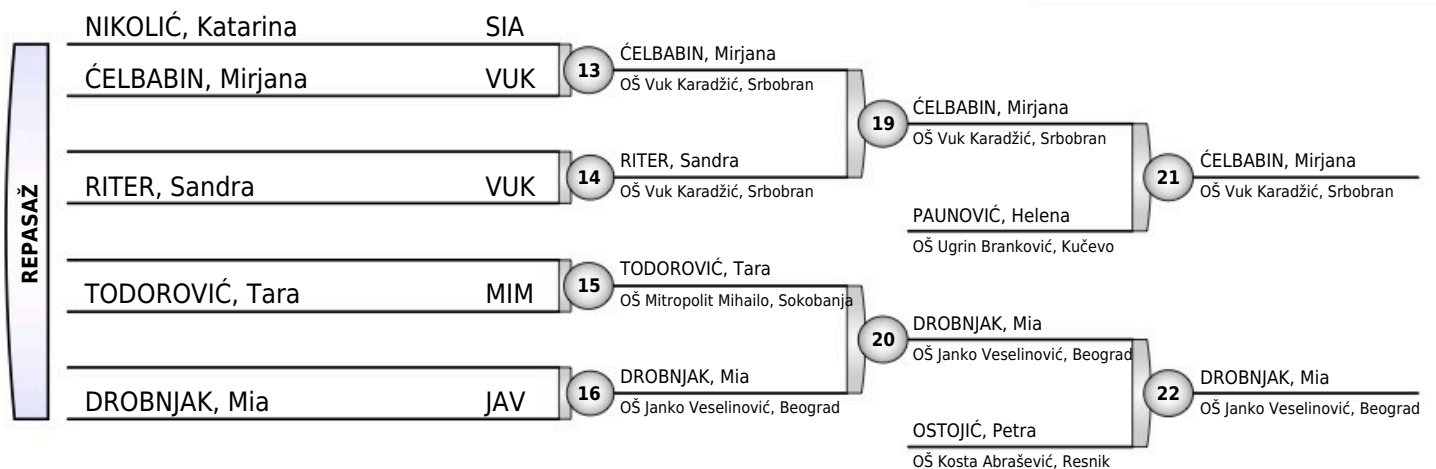 NIKOLIĆ, Katarina SIA
ĆELBABIN, Mirjana VUK
13
ĆELBABIN, Mirjana
OŠ Vuk Karadžić, Srbobran
RITER, Sandra VUK
14
RITER, Sandra
OŠ Vuk Karadžić, Srbobran
19
ĆELBABIN, Mirjana
OŠ Vuk Karadžić, Srbobran
PAUNOVIĆ, Helena
OŠ Ugrin Branković, Kučevo
21
ĆELBABIN, Mirjana
OŠ Vuk Karadžić, Srbobran
REPASAŽ
TODOROVIĆ, Tara MIM
15
TODOROVIĆ, Tara
OŠ Mitropolit Mihailo, Sokobanja
DROBNJAK, Mia JAV
16
DROBNJAK, Mia
OŠ Janko Veselinović, Beograd
20
DROBNJAK, Mia
OŠ Janko Veselinović, Beograd
OSTOJIĆ, Petra
OŠ Kosta Abrašević, Resnik
22
DROBNJAK, Mia
OŠ Janko Veselinović, Beograd